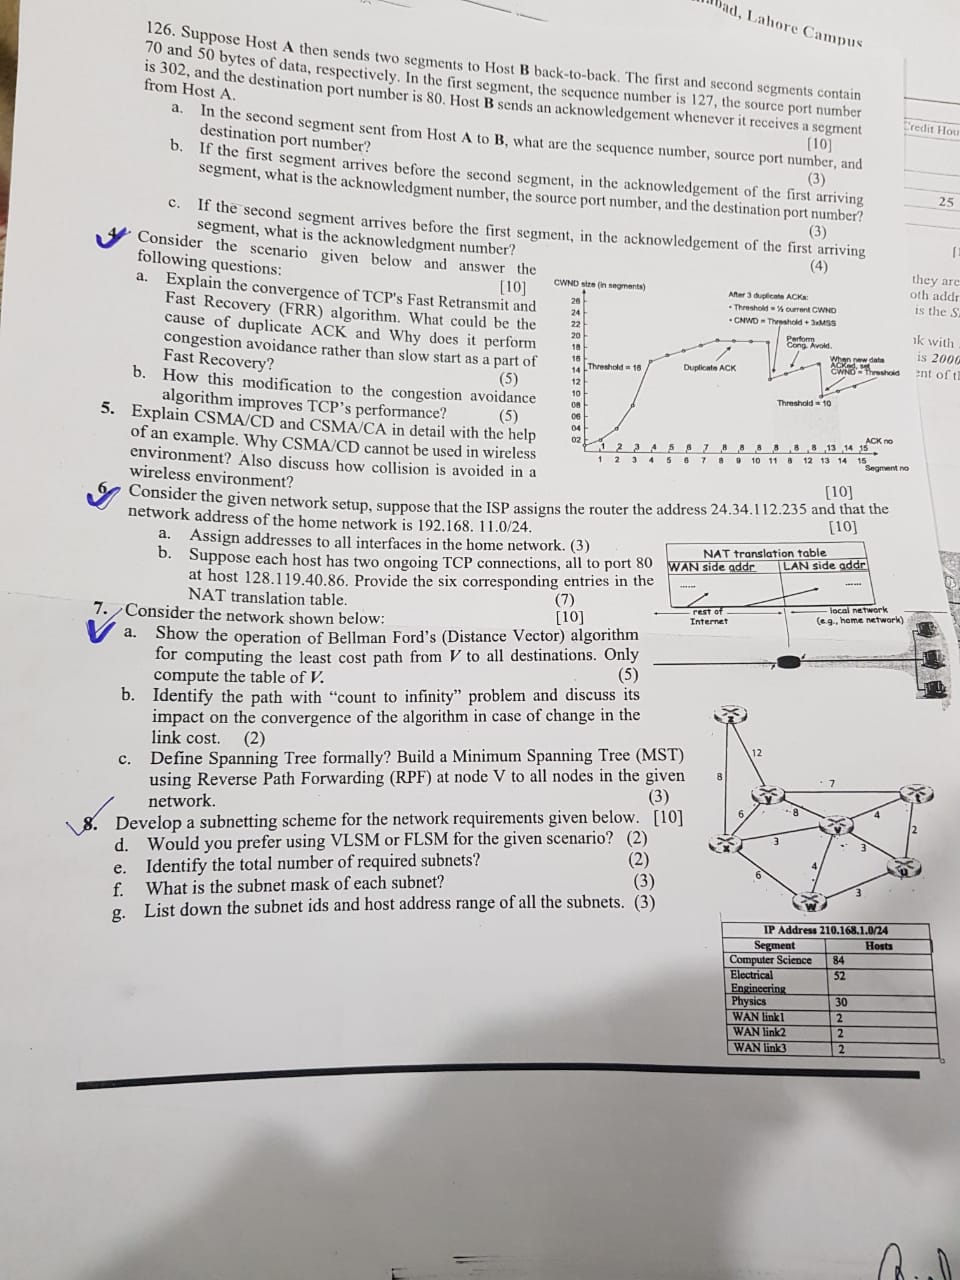 bad, Lahore Campus
126. Suppose Host A then sends two segments to Host B back-to-back. The first and second segments contain
70 and 50 bytes of data, respectively. In the first segment, the sequence number is 127, the source port number
is 302, and the destination port number is 80. Host B sends an acknowledgement whenever it receives a segment
from Host A. [10]
a. In the second segment sent from Host A to B, what are the sequence number, source port number, and
destination port number? (3)
b. If the first segment arrives before the second segment, in the acknowledgement of the first arriving
segment, what is the acknowledgment number, the source port number, and the destination port number?
(3)
c. If the second segment arrives before the first segment, in the acknowledgement of the first arriving
segment, what is the acknowledgment number? (4)
4. Consider the scenario given below and answer the
following questions: [10]
a. Explain the convergence of TCP's Fast Retransmit and
Fast Recovery (FRR) algorithm. What could be the
cause of duplicate ACK and Why does it perform
congestion avoidance rather than slow start as a part of
Fast Recovery? (5)
b. How this modification to the congestion avoidance
algorithm improves TCP's performance? (5)
CWND size (in segments)
26
24
22
20
18
16
14
12
10
08
06
04
02
Threshold = 16
Duplicate ACK
After 3 duplicate ACKs:
• Threshold = ½ current CWND
• CNWD = Threshold + 3xMSS
Perform
Cong. Avoid.
When new data
ACKed, set
CWND = Threshold
Threshold = 10
1 2 3 4 5 6 7 8 8 8 8 8 8 13 14 15
ACK no
1 2 3 4 5 6 7 8 9 10 11 8 12 13 14 15
Segment no
5. Explain CSMA/CD and CSMA/CA in detail with the help
of an example. Why CSMA/CD cannot be used in wireless
environment? Also discuss how collision is avoided in a
wireless environment? [10]
6. Consider the given network setup, suppose that the ISP assigns the router the address 24.34.112.235 and that the
network address of the home network is 192.168. 11.0/24. [10]
a. Assign addresses to all interfaces in the home network. (3)
b. Suppose each host has two ongoing TCP connections, all to port 80
at host 128.119.40.86. Provide the six corresponding entries in the
NAT translation table. (7)
NAT translation table
WAN side addr LAN side addr
...... ......
rest of
Internet
local network
(e.g., home network)
7. Consider the network shown below: [10]
a. Show the operation of Bellman Ford's (Distance Vector) algorithm
for computing the least cost path from V to all destinations. Only
compute the table of V. (5)
b. Identify the path with “count to infinity” problem and discuss its
impact on the convergence of the algorithm in case of change in the
link cost. (2)
c. Define Spanning Tree formally? Build a Minimum Spanning Tree (MST)
using Reverse Path Forwarding (RPF) at node V to all nodes in the given
network. (3)
z
12
8
7
y
t
6
8
4
v
2
x
3
3
4
u
6
3
w
8. Develop a subnetting scheme for the network requirements given below. [10]
d. Would you prefer using VLSM or FLSM for the given scenario? (2)
e. Identify the total number of required subnets? (2)
f. What is the subnet mask of each subnet? (3)
g. List down the subnet ids and host address range of all the subnets. (3)
IP Address 210.168.1.0/24
Segment Hosts
Computer Science 84
Electrical
Engineering 52
Physics 30
WAN link1 2
WAN link2 2
WAN link3 2
Credit Hou
25
they are
oth addr
is the S
nk with
is 2000
ent of t